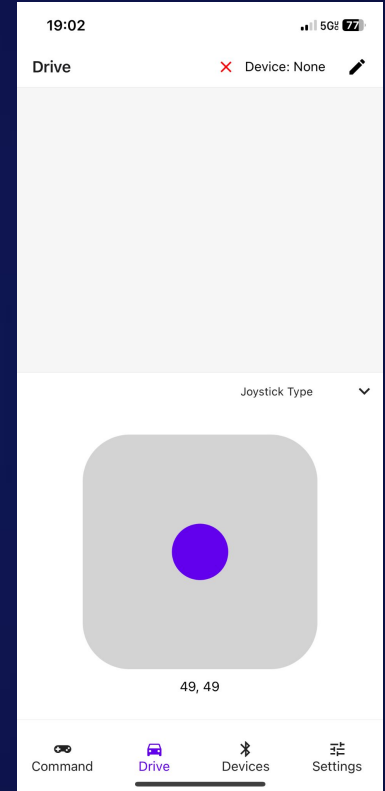 19:02 5G 77
Drive Device: None
Joystick Type
49, 49
Command Drive Devices Settings